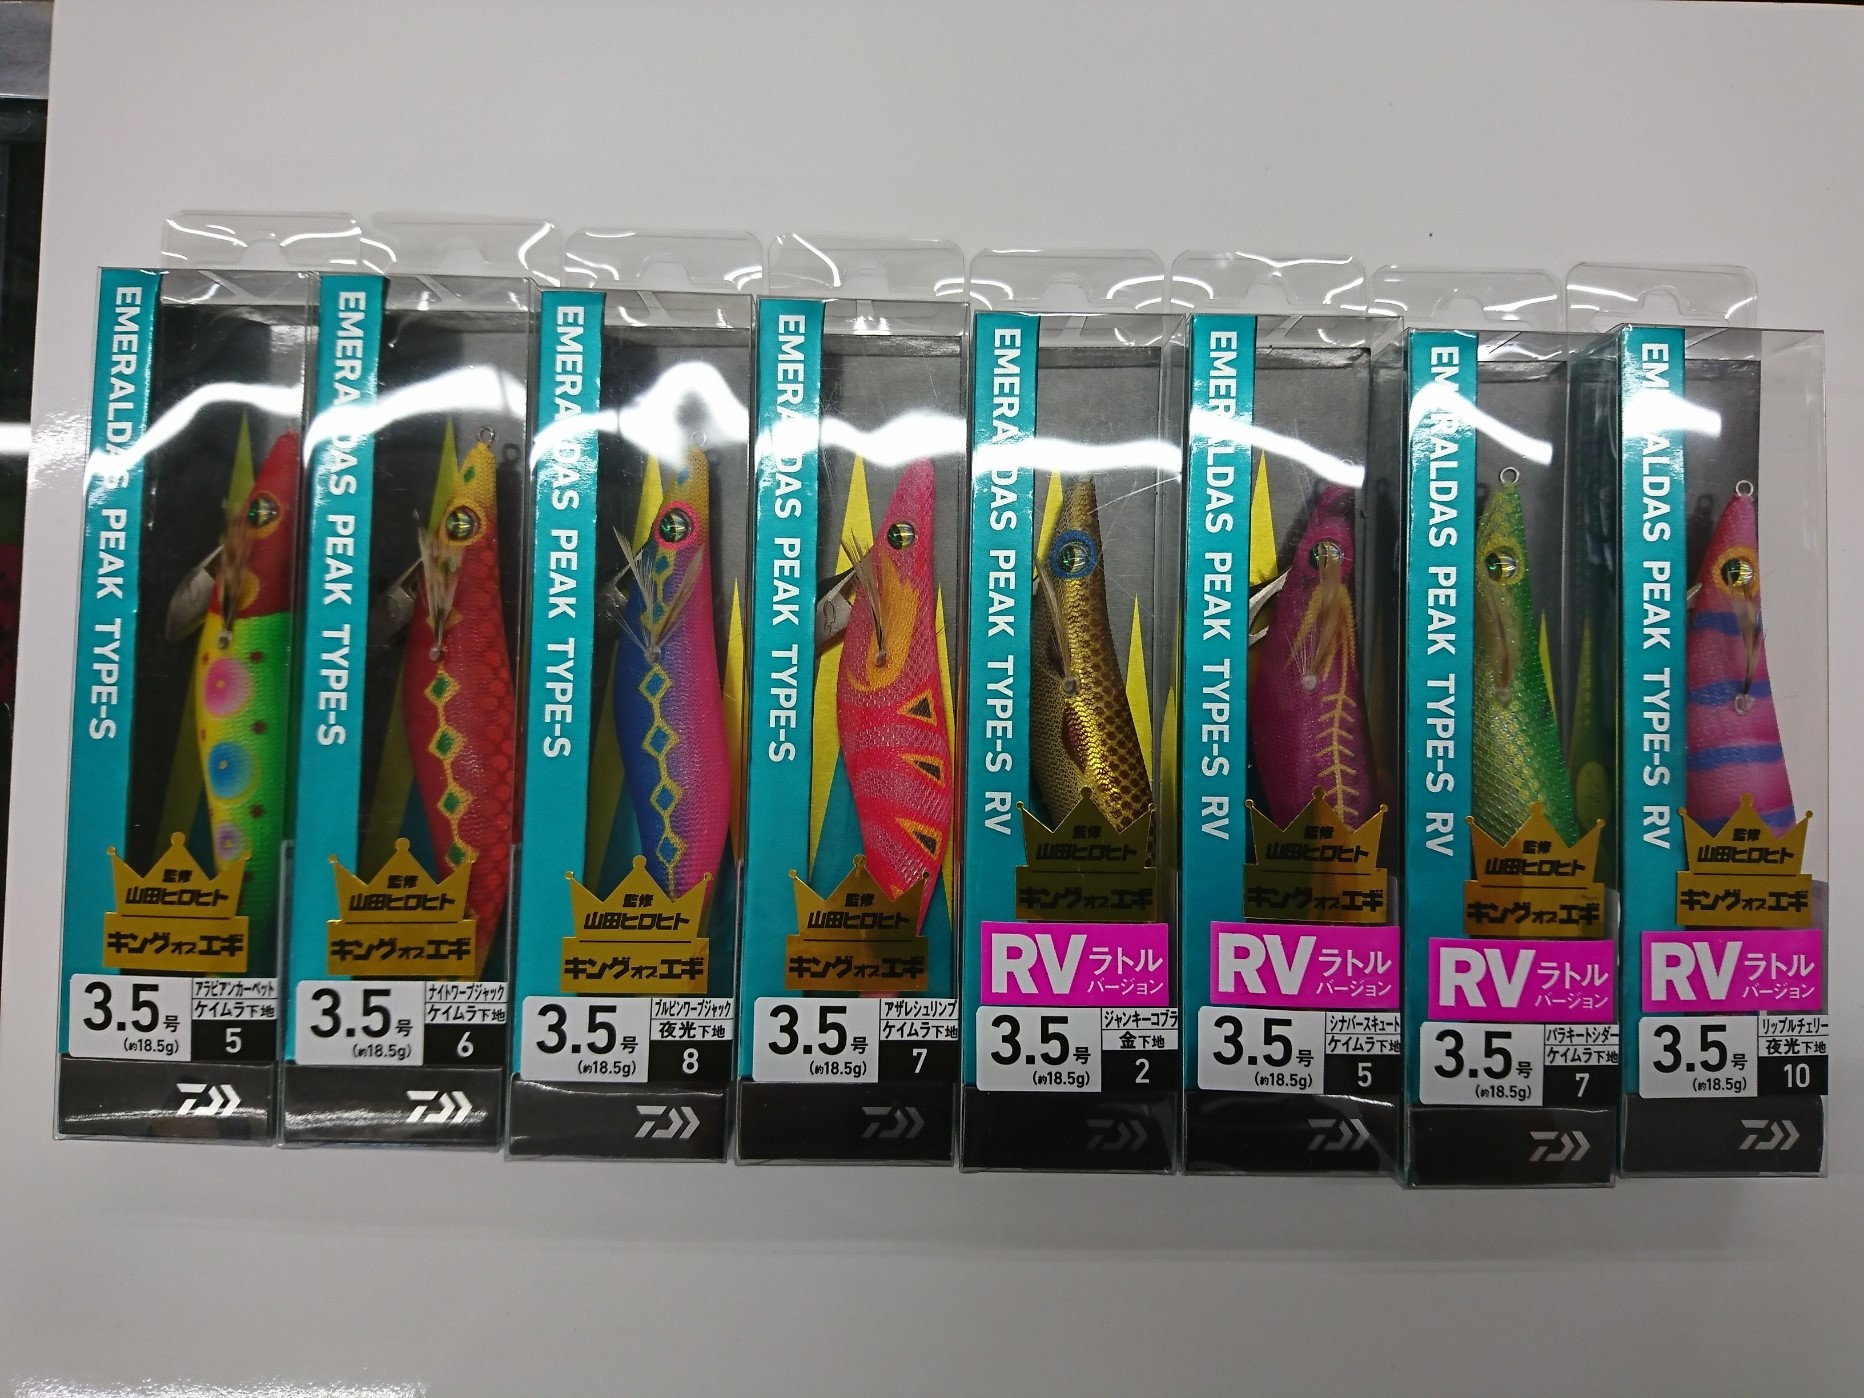 EMERALDAS PEAK TYPE-S
監修
山田ヒロヒト
キングオブエギ
3.5号
(約18.5g)
アラビアンカーペット
ケイムラ下地
5
EMERALDAS PEAK TYPE-S
監修
山田ヒロヒト
キングオブエギ
3.5号
(約18.5g)
ナイトワープジャック
ケイムラ下地
6
EMERALDAS PEAK TYPE-S
監修
山田ヒロヒト
キングオブエギ
3.5号
(約18.5g)
ブルピンワープジャック
夜光下地
8
EMERALDAS PEAK TYPE-S
監修
山田ヒロヒト
キングオブエギ
3.5号
(約18.5g)
アザレシュリンプ
ケイムラ下地
7
EMERALDAS PEAK TYPE-S RV
監修
山田ヒロヒト
キングオブエギ
RVラトル
バージョン
3.5号
(約18.5g)
ジャンキーコブラ
金下地
2
EMERALDAS PEAK TYPE-S RV
監修
山田ヒロヒト
キングオブエギ
RVラトル
バージョン
3.5号
(約18.5g)
シナバースキュート
ケイムラ下地
5
EMERALDAS PEAK TYPE-S RV
監修
山田ヒロヒト
キングオブエギ
RVラトル
バージョン
3.5号
(約18.5g)
パラキートシダー
ケイムラ下地
7
EMERALDAS PEAK TYPE-S RV
監修
山田ヒロヒト
キングオブエギ
RVラトル
バージョン
3.5号
(約18.5g)
リップルチェリー
夜光下地
10